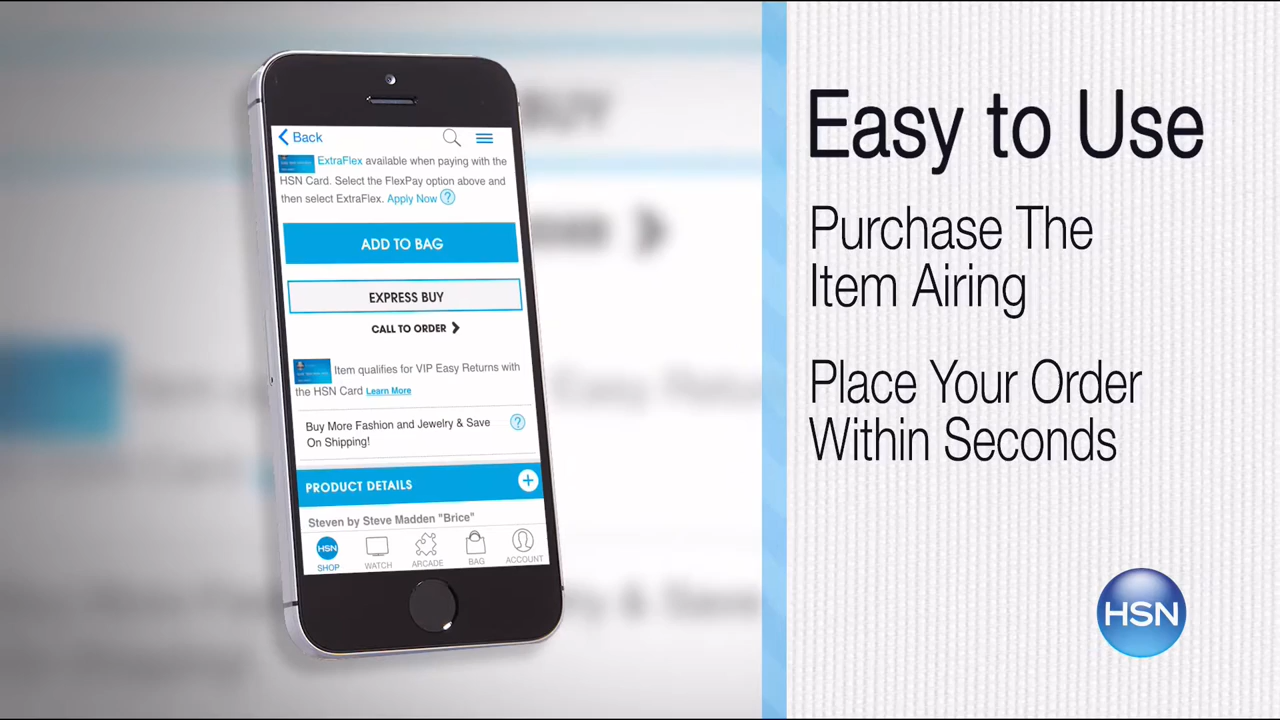 Back
ExtraFlex available when paying with the
HSN Card. Select the FlexPay option above and
then select ExtraFlex. Apply Now ?
ADD TO BAG
EXPRESS BUY
CALL TO ORDER
Item qualifies for VIP Easy Returns with
the HSN Card Learn More
Buy More Fashion and Jewelry & Save ?
On Shipping!
PRODUCT DETAILS
Steven by Steve Madden "Brice"
HSN
SHOP WATCH ARCADE BAG ACCOUNT
Easy to Use
Purchase The
Item Airing
Place Your Order
Within Seconds
HSN